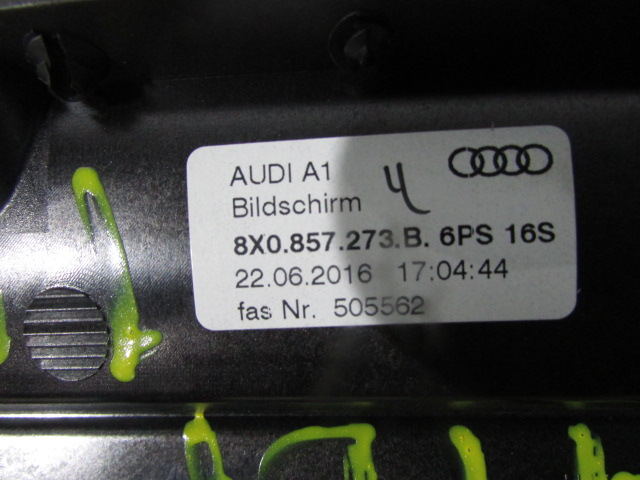 AUDI A1
Bildschirm
8X0.857.273.B. 6PS 16S
22.06.2016 17:04:44
fas Nr. 505562